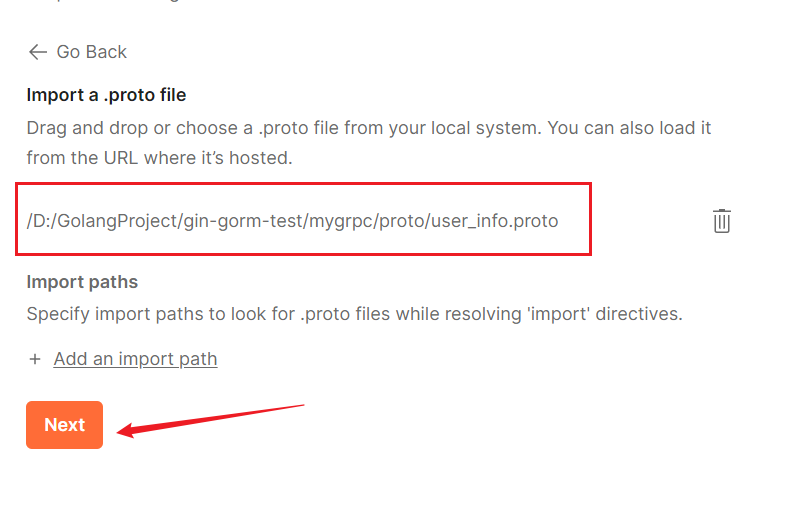 Go Back
Import a .proto file
Drag and drop or choose a .proto file from your local system. You can also load it
from the URL where it’s hosted.
/D:/GolangProject/gin-gorm-test/mygrpc/proto/user_info.proto
Import paths
Specify import paths to look for .proto files while resolving 'import' directives.
+ Add an import path
Next